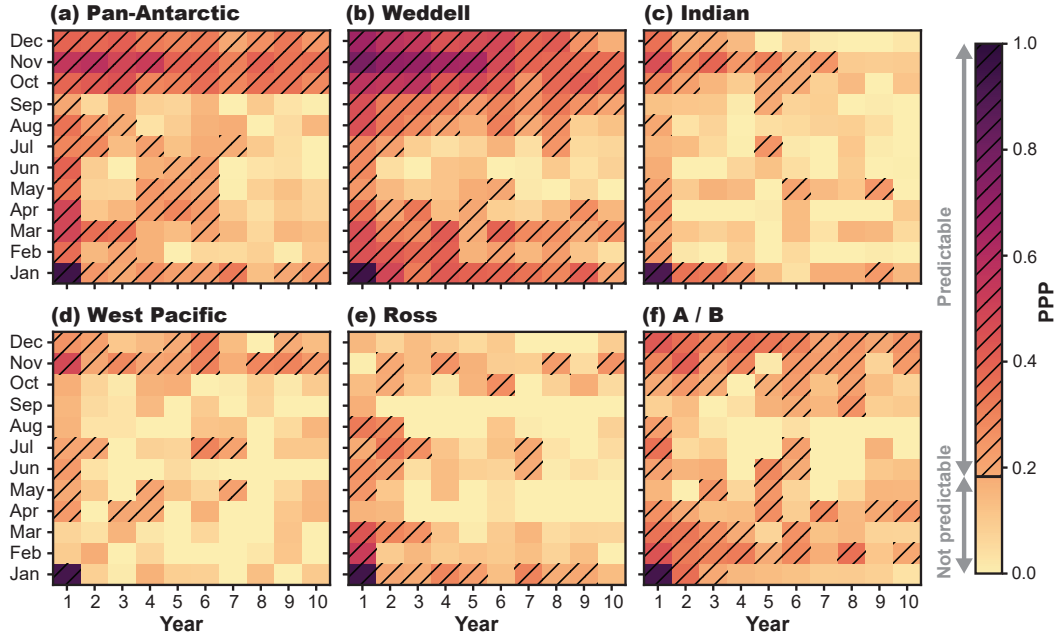 (a) Pan-Antarctic (b) Weddell (c) Indian
Dec
Nov
Oct
Sep
Aug
Jul
Jun
May
Apr
Mar
Feb
Jan
(d) West Pacific (e) Ross (f) A / B
Dec
Nov
Oct
Sep
Aug
Jul
Jun
May
Apr
Mar
Feb
Jan
1 2 3 4 5 6 7 8 9 10 1 2 3 4 5 6 7 8 9 10 1 2 3 4 5 6 7 8 9 10
Year Year Year
Predictable
Not predictable
1.0
0.8
0.6
0.4
0.2
0.0
PPP